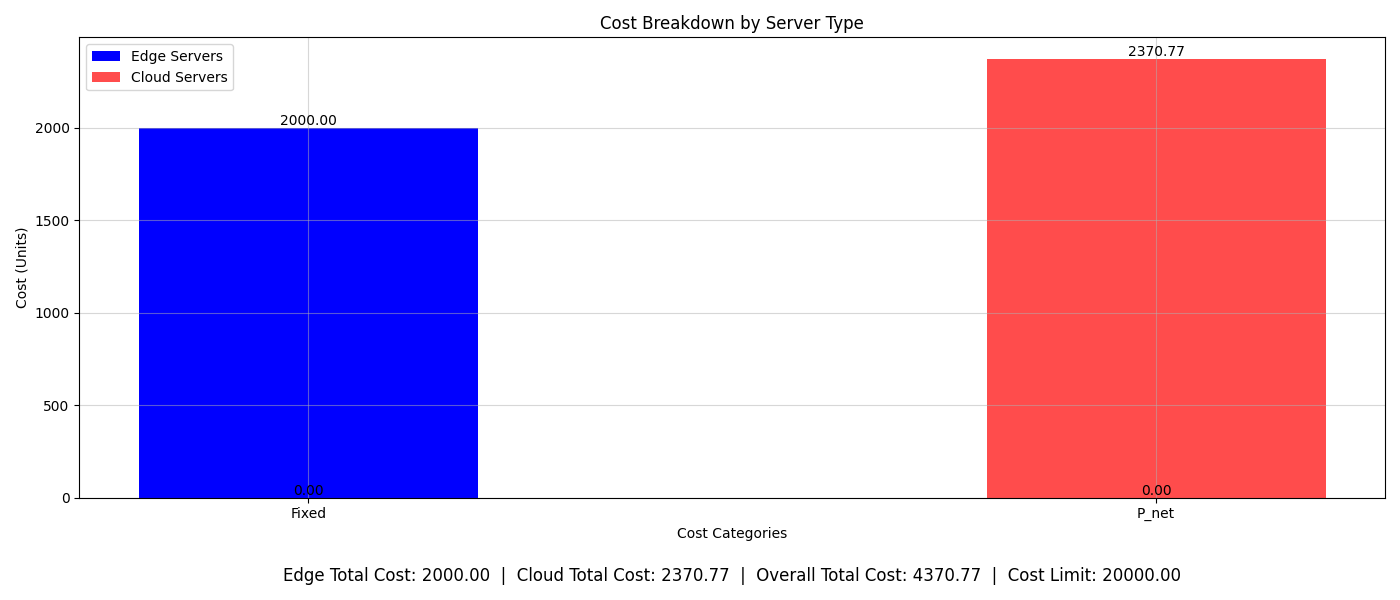 Cost Breakdown by Server Type
Edge Servers
Cloud Servers
2370.77
2000.00
2000
1500
1000
500
0
Cost (Units)
0.00
0.00
Fixed
P_net
Cost Categories
Edge Total Cost: 2000.00 | Cloud Total Cost: 2370.77 | Overall Total Cost: 4370.77 | Cost Limit: 20000.00